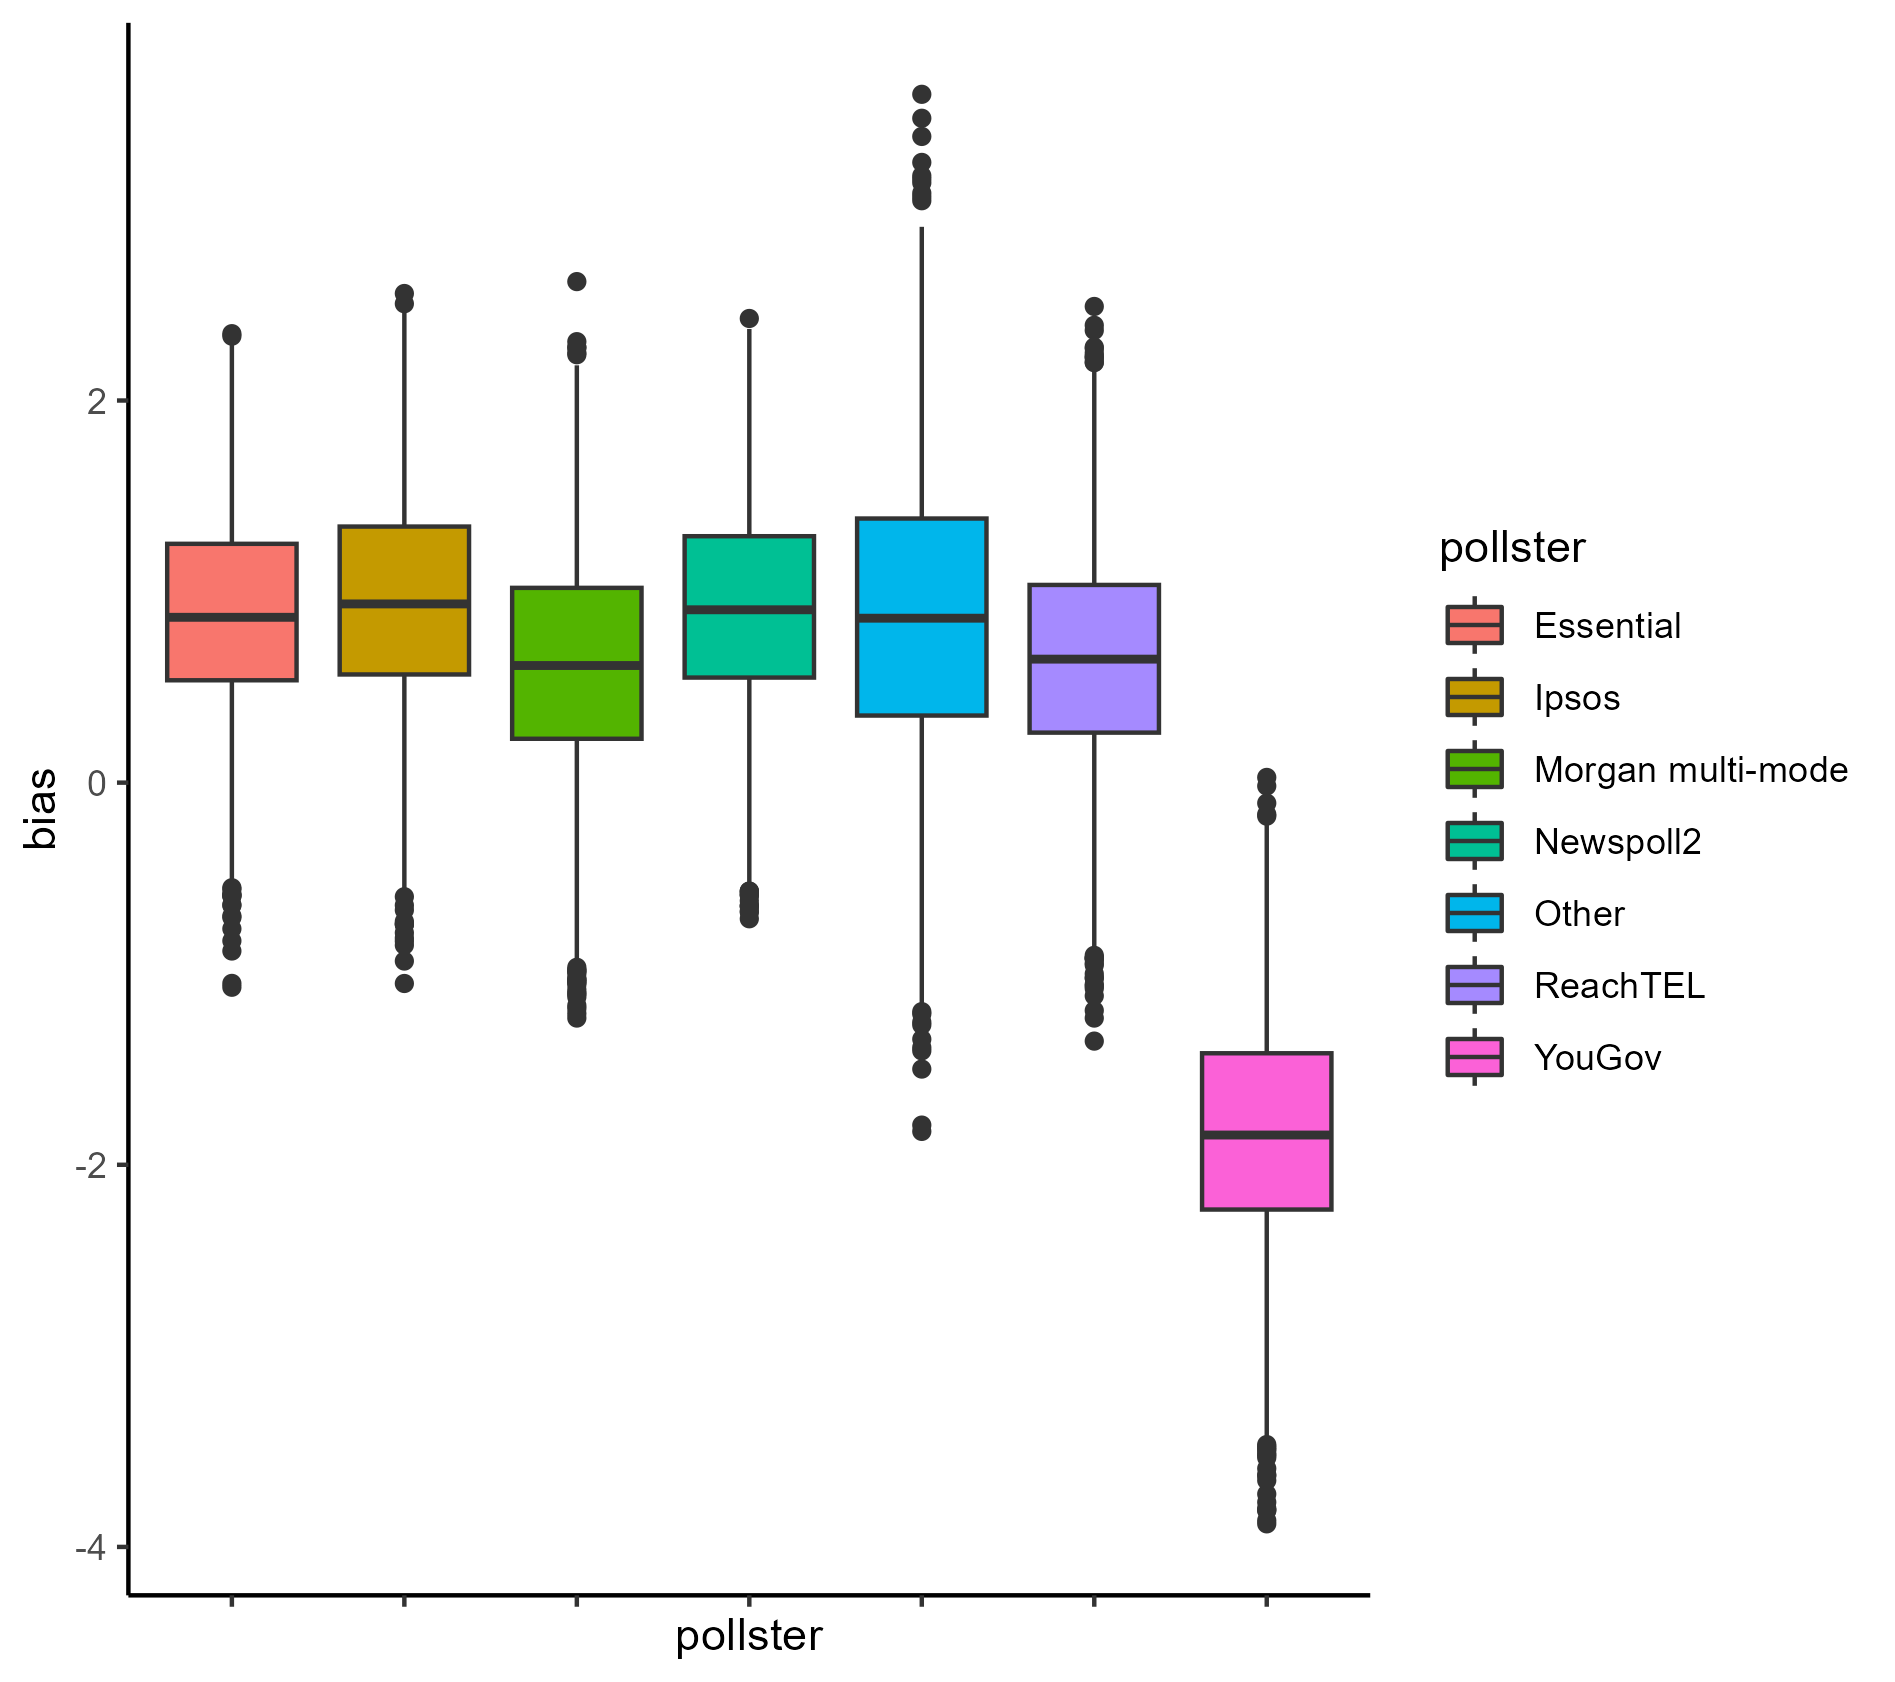 bias
2
0
-2
-4
pollster
pollster
Essential
Ipsos
Morgan multi-mode
Newspoll2
Other
ReachTEL
YouGov